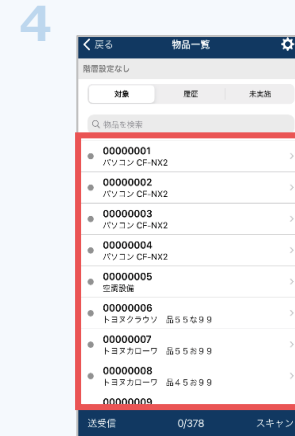 4
戻る 物品一覧
階層設定なし
対象 履歴 未実施
物品を検索
00000001
パソコン CF-NX2
00000002
パソコン CF-NX2
00000003
パソコン CF-NX2
00000004
パソコン CF-NX2
00000005
空調設備
00000006
トヨヌクラウソ 品５５な９９
00000007
トヨヌカローワ 品５５お９９
00000008
トヨヌカローワ 品４５お９９
00000009
送受信 0/378 スキャン